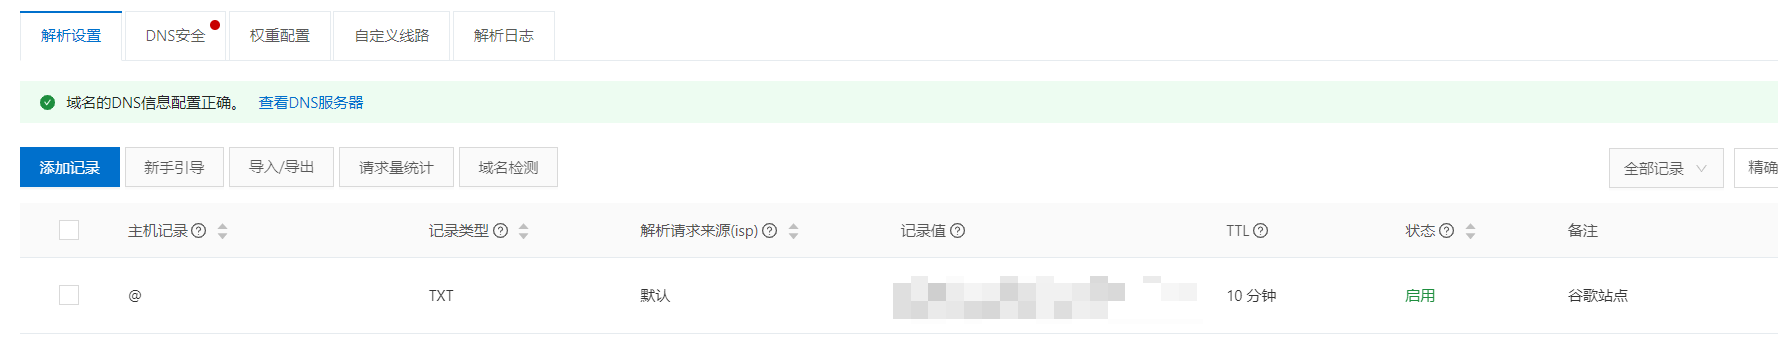 解析设置 DNS安全 权重配置 自定义线路 解析日志
域名的DNS信息配置正确。 查看DNS服务器
添加记录 新手引导 导入/导出 请求量统计 域名检测 全部记录 精确
主机记录 记录类型 解析请求来源(isp) 记录值 TTL 状态 备注
@ TXT 默认 10 分钟 启用 谷歌站点